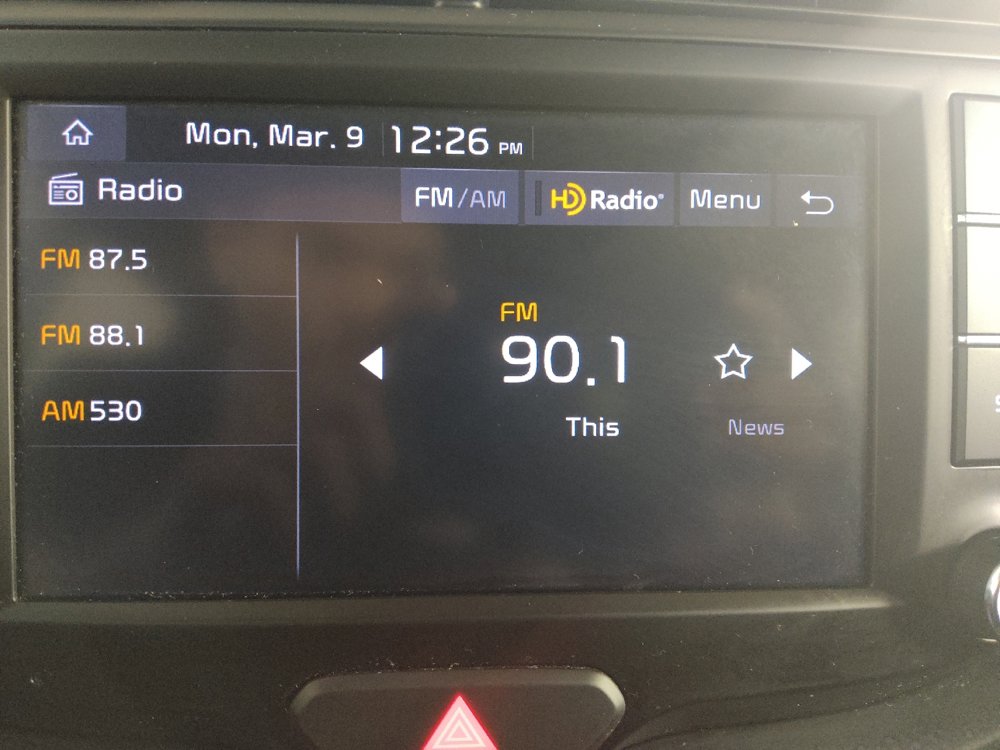 Mon, Mar. 9 12:26 PM
Radio FM/AM HD Radio® Menu
FM 87.5
FM 88.1
AM 530
FM
90.1
This News